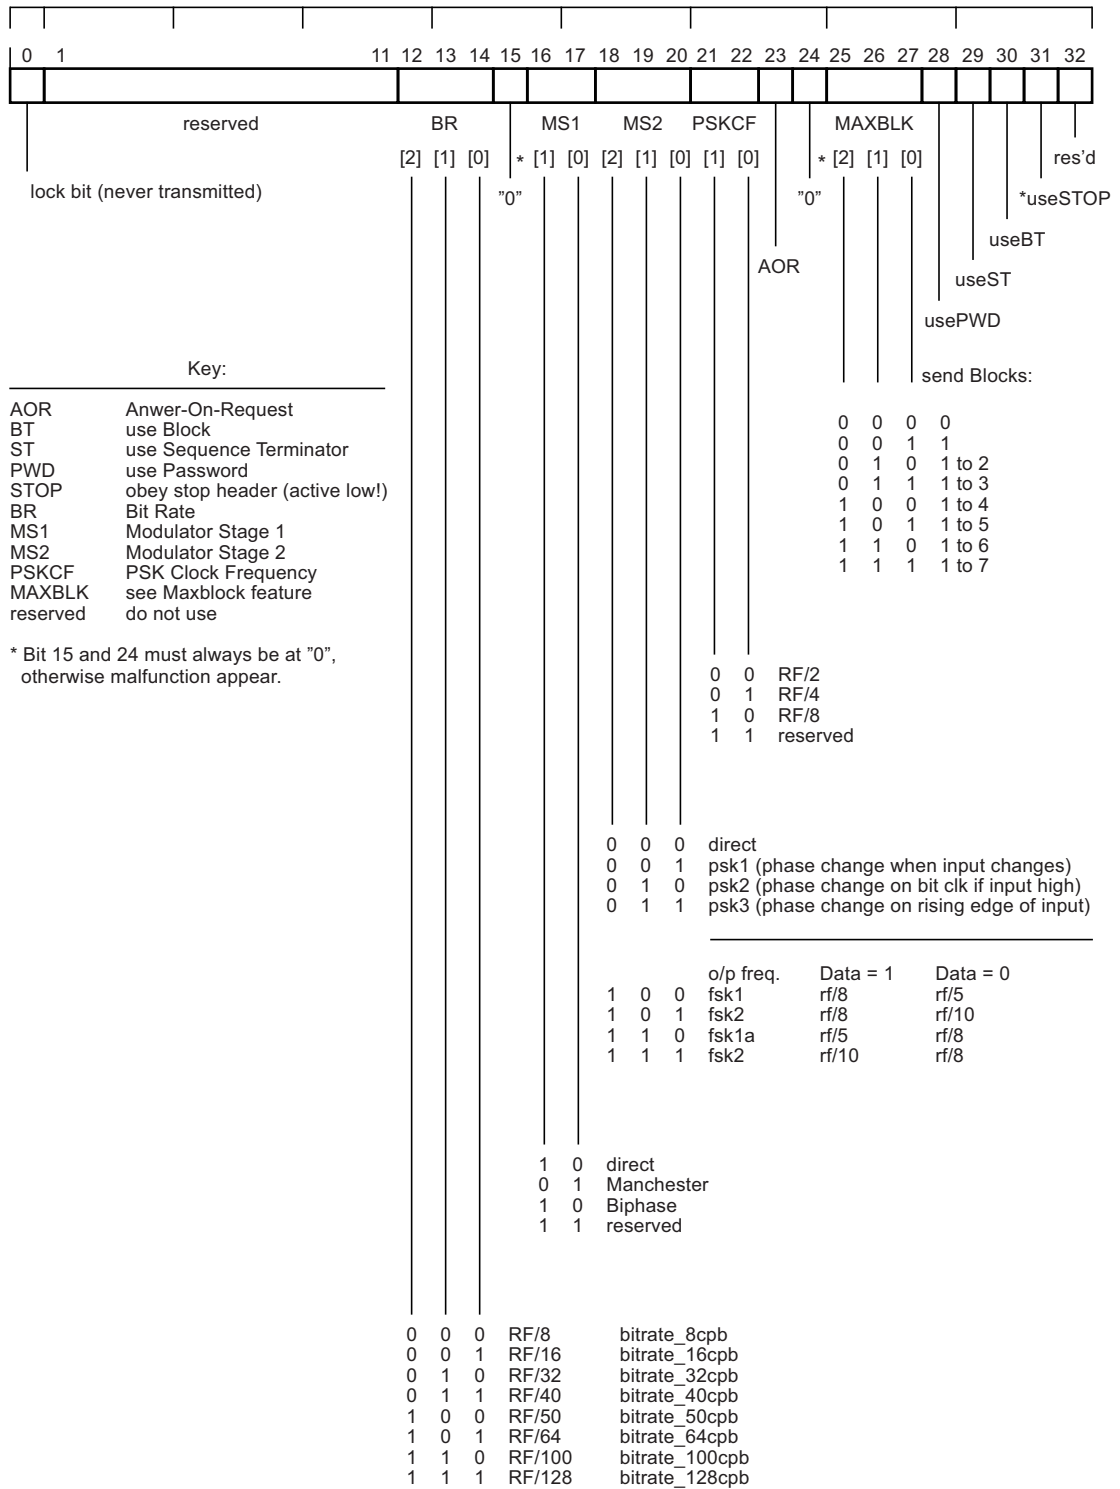 0 1 11 12 13 14 15 16 17 18 19 20 21 22 23 24 25 26 27 28 29 30 31 32
reserved BR MS1 MS2 PSKCF MAXBLK
[2] [1] [0] * [1] [0] [2] [1] [0] [1] [0] * [2] [1] [0] res'd
lock bit (never transmitted) ”0” ”0” *useSTOP
useBT
AOR
useST
usePWD
Key:
AOR Anwer-On-Request
BT use Block
ST use Sequence Terminator
PWD use Password
STOP obey stop header (active low!)
BR Bit Rate
MS1 Modulator Stage 1
MS2 Modulator Stage 2
PSKCF PSK Clock Frequency
MAXBLK see Maxblock feature
reserved do not use
* Bit 15 and 24 must always be at ”0”,
otherwise malfunction appear.
send Blocks:
0 0 0 0
0 0 1 1
0 1 0 1 to 2
0 1 1 1 to 3
1 0 0 1 to 4
1 0 1 1 to 5
1 1 0 1 to 6
1 1 1 1 to 7
0 0 RF/2
0 1 RF/4
1 0 RF/8
1 1 reserved
0 0 0 direct
0 0 1 psk1 (phase change when input changes)
0 1 0 psk2 (phase change on bit clk if input high)
0 1 1 psk3 (phase change on rising edge of input)
o/p freq. Data = 1 Data = 0
1 0 0 fsk1 rf/8 rf/5
1 0 1 fsk2 rf/8 rf/10
1 1 0 fsk1a rf/5 rf/8
1 1 1 fsk2 rf/10 rf/8
1 0 direct
0 1 Manchester
1 0 Biphase
1 1 reserved
0 0 0 RF/8 bitrate_8cpb
0 0 1 RF/16 bitrate_16cpb
0 1 0 RF/32 bitrate_32cpb
0 1 1 RF/40 bitrate_40cpb
1 0 0 RF/50 bitrate_50cpb
1 0 1 RF/64 bitrate_64cpb
1 1 0 RF/100 bitrate_100cpb
1 1 1 RF/128 bitrate_128cpb